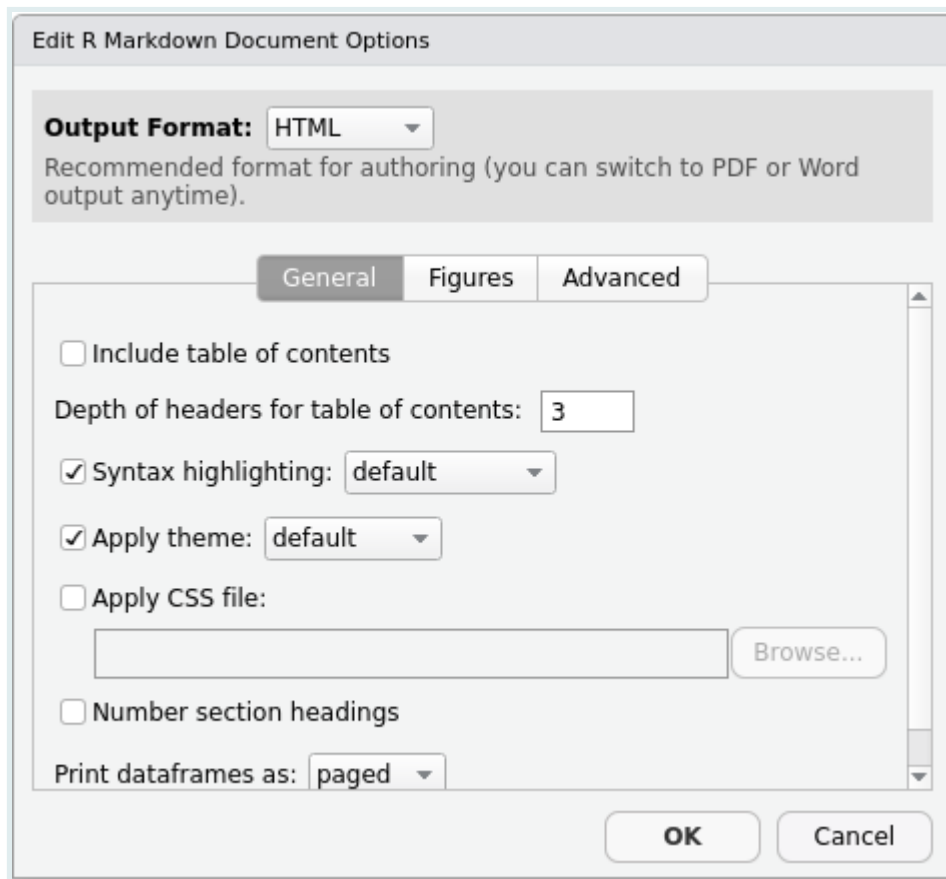 Edit R Markdown Document Options
Output Format: HTML
Recommended format for authoring (you can switch to PDF or Word
output anytime).
General Figures Advanced
Include table of contents
Depth of headers for table of contents: 3
Syntax highlighting: default
Apply theme: default
Apply CSS file:
Browse...
Number section headings
Print dataframes as: paged
OK Cancel